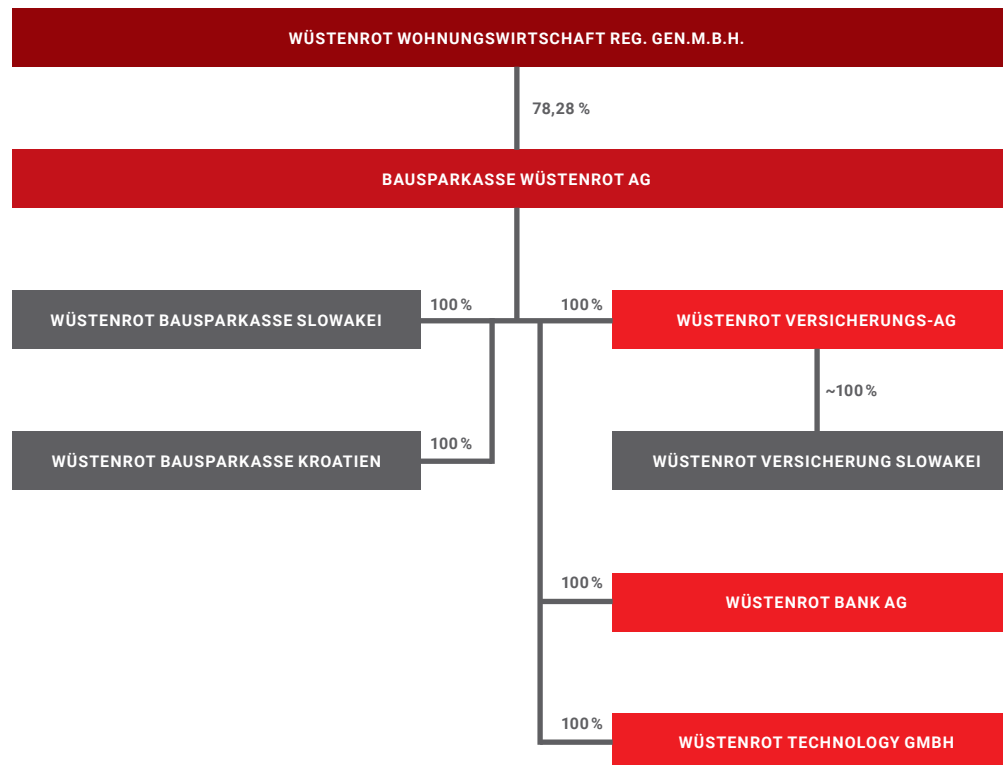 WÜSTENROT WOHNUNGSWIRTSCHAFT REG. GEN.M.B.H.
78,28 %
BAUSPARKASSE WÜSTENROT AG
100 %
100 %
WÜSTENROT BAUSPARKASSE SLOWAKEI
WÜSTENROT VERSICHERUNGS-AG
~100 %
100 %
WÜSTENROT BAUSPARKASSE KROATIEN
WÜSTENROT VERSICHERUNG SLOWAKEI
100 %
WÜSTENROT BANK AG
100 %
WÜSTENROT TECHNOLOGY GMBH